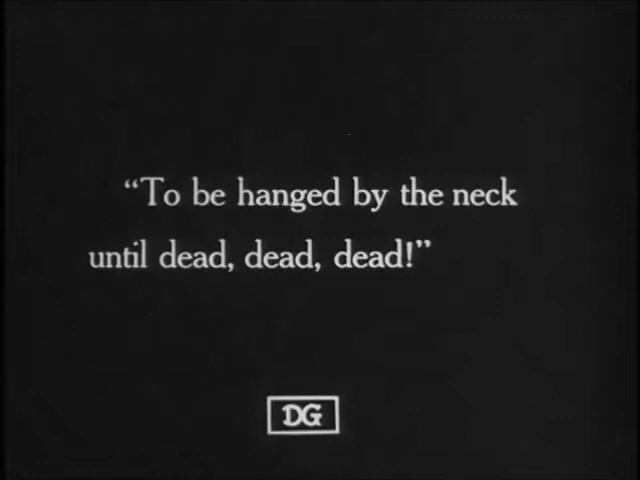 “To be hanged by the neck
until dead, dead, dead!”
DG